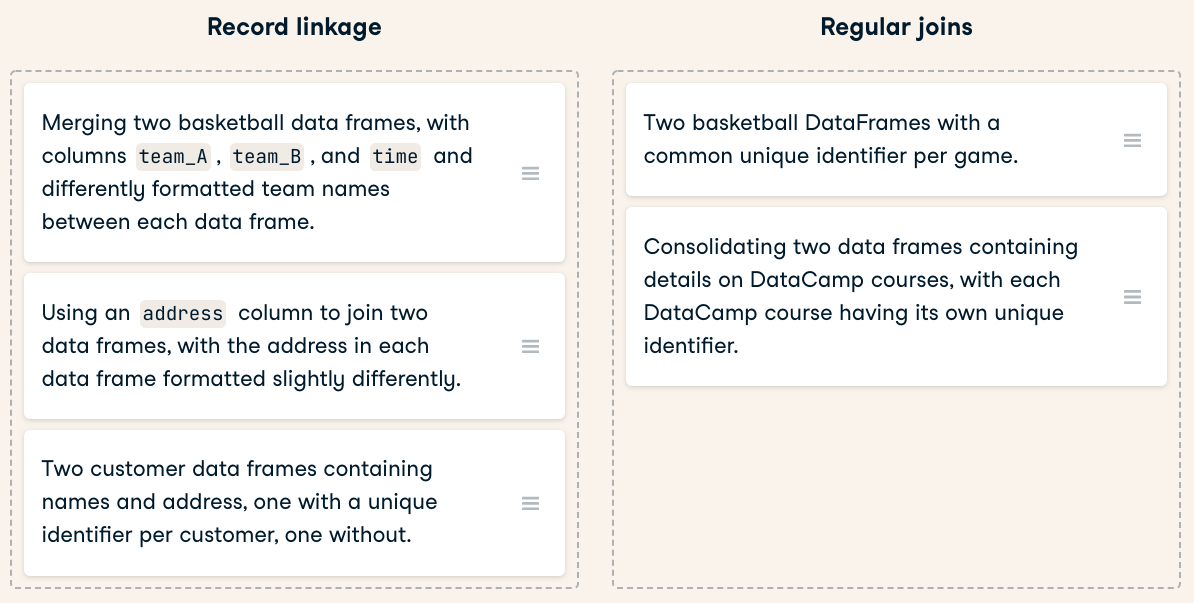 Record linkage
Merging two basketball data frames, with
columns team_A , team_B , and time and
differently formatted team names
between each data frame.
Using an address column to join two
data frames, with the address in each
data frame formatted slightly differently.
Two customer data frames containing
names and address, one with a unique
identifier per customer, one without.
Regular joins
Two basketball DataFrames with a
common unique identifier per game.
Consolidating two data frames containing
details on DataCamp courses, with each
DataCamp course having its own unique
identifier.